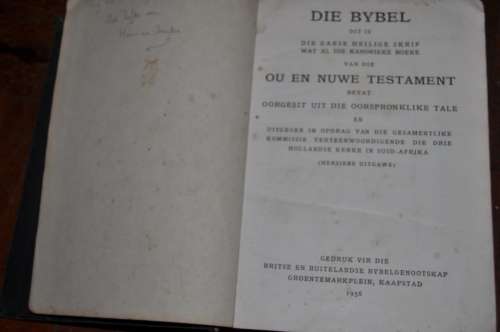 DIE BYBEL
DIT IS
DIE GANSE HEILIGE SKRIF
WAT AL DIE KANONIEKE BOEKE
VAN DIE
OU EN NUWE TESTAMENT
BEVAT
OORGESIT UIT DIE OORSPRONKLIKE TALE
EN
UITGEGEE IN OPDRAG VAN DIE GESAMENTLIKE
KOMMISSIE VERTEENWOORDIGENDE DIE DRIE
HOLLANDSE KERKE IN SUID-AFRIKA
(HERSIENE UITGAWE)
GEDRUK VIR DIE
BRITSE EN BUITELANDSE BYBELGENOOTSKAP
GROENTEMARKPLEIN, KAAPSTAD